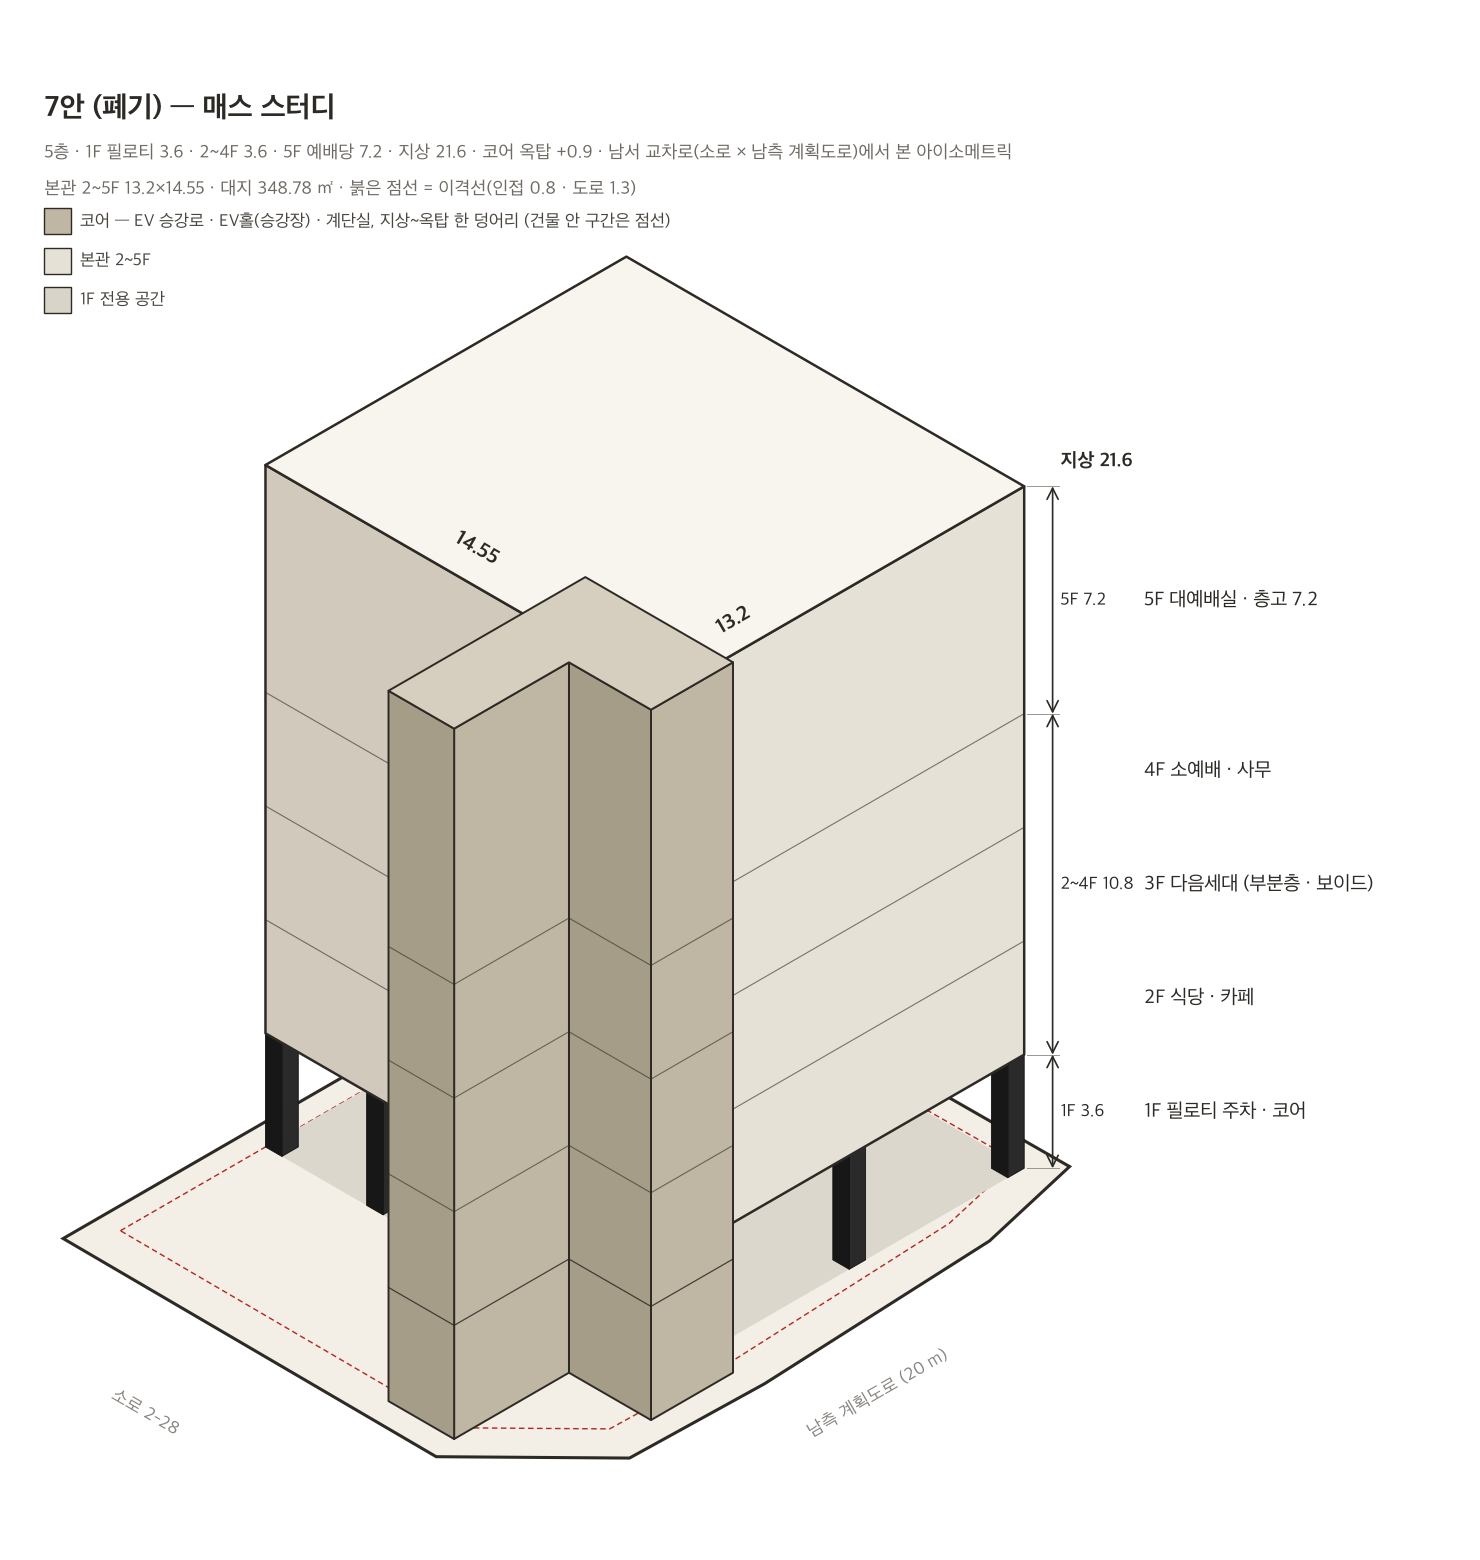 7안 (폐기) — 매스 스터디
5층 · 1F 필로티 3.6 · 2~4F 3.6 · 5F 예배당 7.2 · 지상 21.6 · 코어 옥탑 +0.9 · 남서 교차로(소로 × 남측 계획도로)에서 본 아이소메트릭
본관 2~5F 13.2×14.55 · 대지 348.78 ㎡ · 붉은 점선 = 이격선(인접 0.8 · 도로 1.3)
코어 — EV 승강로 · EV홀(승강장) · 계단실, 지상~옥탑 한 덩어리 (건물 안 구간은 점선)
본관 2~5F
1F 전용 공간
지상 21.6
14.55
13.2
5F 7.2
5F 대예배실 · 층고 7.2
4F 소예배 · 사무
2~4F 10.8
3F 다음세대 (부분층 · 보이드)
2F 식당 · 카페
1F 3.6
1F 필로티 주차 · 코어
소로 2-28
남측 계획도로 (20 m)